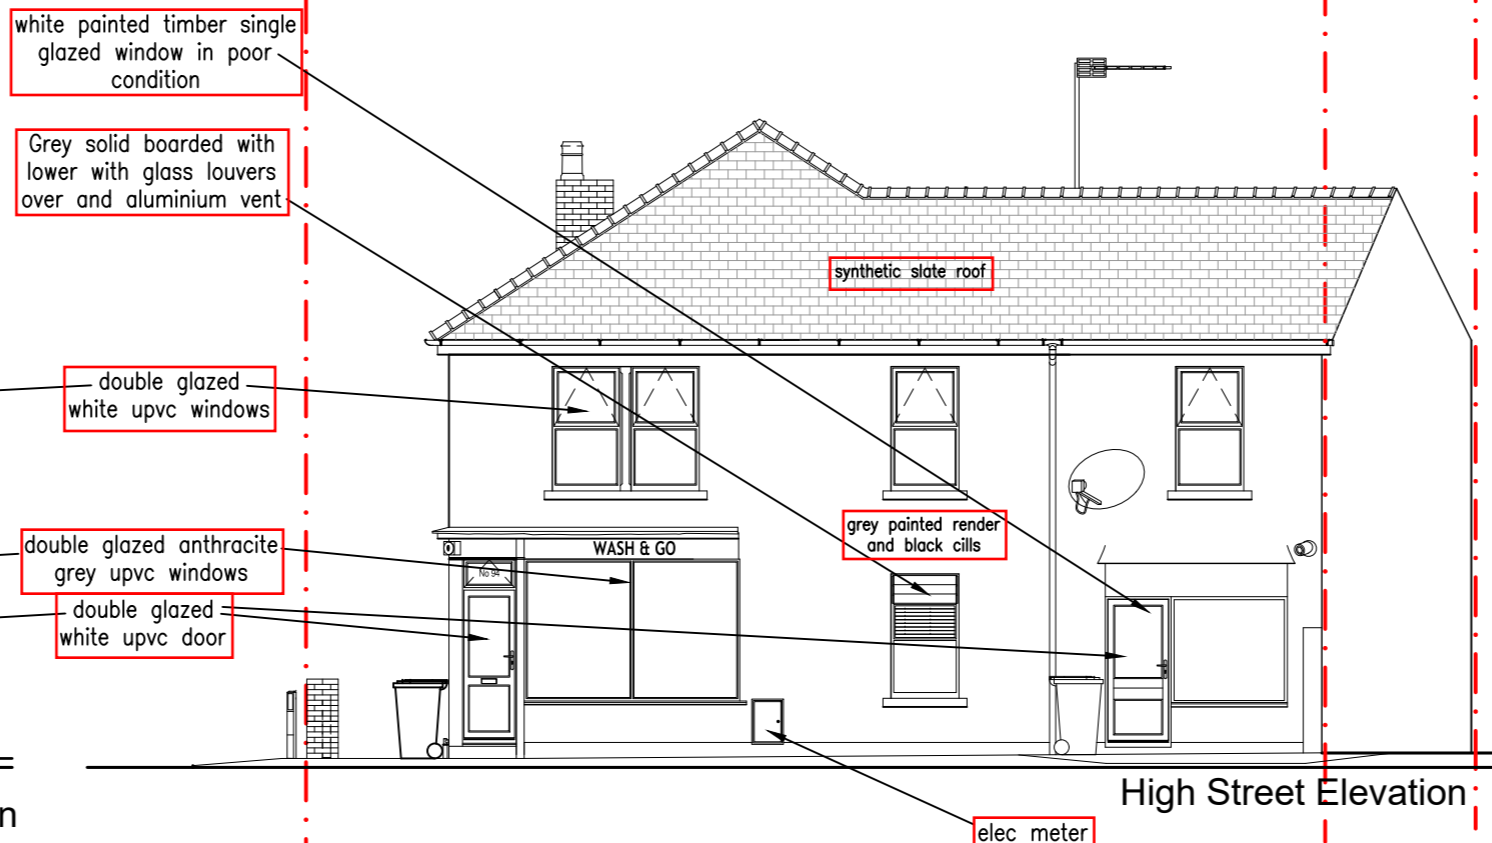 white painted timber single
glazed window in poor
condition
Grey solid boarded with
lower with glass louvers
over and aluminium vent
synthetic slate roof
double glazed
white upvc windows
grey painted render
and black cills
double glazed anthracite
grey upvc windows
WASH & GO
No 94
double glazed
white upvc door
High Street Elevation
n
elec meter